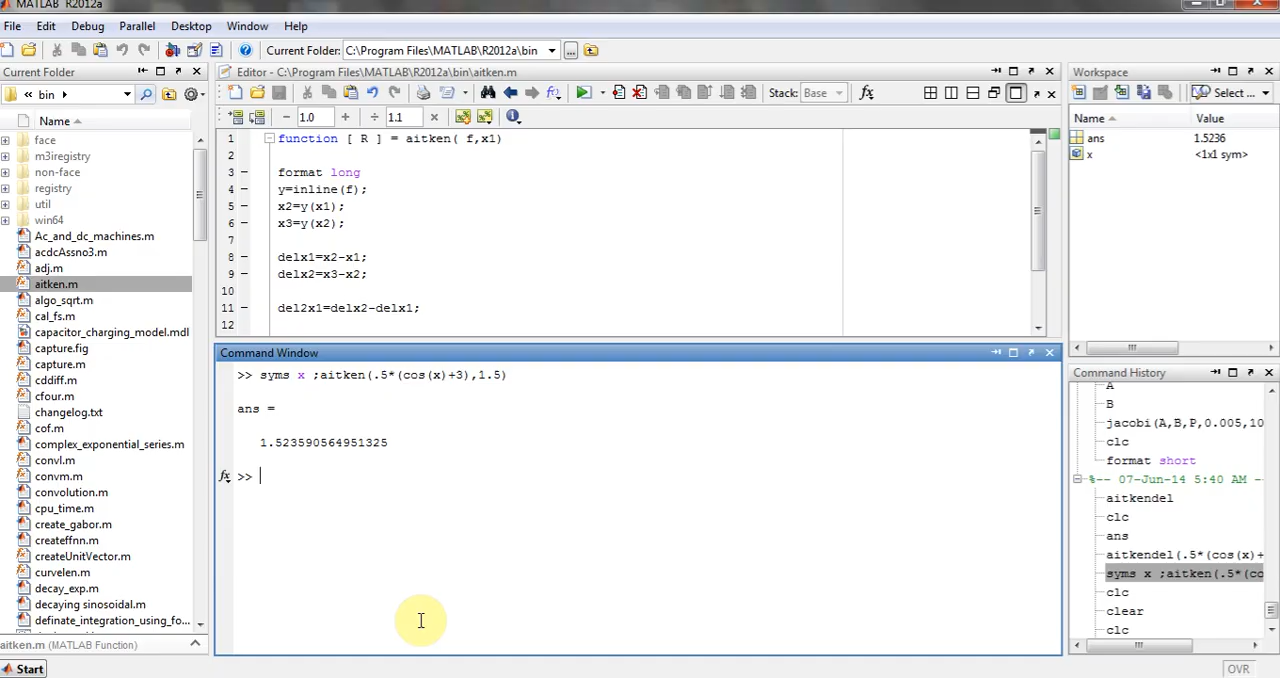 MATLAB R2012a
File Edit Debug Parallel Desktop Window Help
Current Folder: C:\Program Files\MATLAB\R2012a\bin
Current Folder
« bin
Name
face
m3iregistry
non-face
registry
util
win64
Ac_and_dc_machines.m
acdcAssno3.m
adj.m
aitken.m
algo_sqrt.m
cal_fs.m
capacitor_charging_model.mdl
capture.fig
capture.m
cddiff.m
cfour.m
changelog.txt
cof.m
complex_exponential_series.m
convl.m
convm.m
convolution.m
cpu_time.m
create_gabor.m
createffnn.m
createUnitVector.m
curvelen.m
decay_exp.m
decaying sinosoidal.m
definate_integration_using_fo...
aitken.m (MATLAB Function)
Start
Editor - C:\Program Files\MATLAB\R2012a\bin\aitken.m
Stack: Base
fx
− 1.0 + ÷ 1.1 ×
1 function [ R ] = aitken( f,x1)
2
3 − format long
4 − y=inline(f);
5 − x2=y(x1);
6 − x3=y(x2);
7
8 − delx1=x2-x1;
9 − delx2=x3-x2;
10
11 − del2x1=delx2-delx1;
12
Command Window
>> syms x ;aitken(.5*(cos(x)+3),1.5)
ans =
1.523590564951325
fx >>
Workspace
Select ...
Name Value
ans 1.5236
x <1x1 sym>
Command History
A
B
jacobi(A,B,P,0.005,10
clc
format short
%-- 07-Jun-14 5:40 AM --
aitkendel
clc
ans
aitkendel(.5*(cos(x)+
syms x ;aitken(.5*(co
clc
clear
clc
OVR